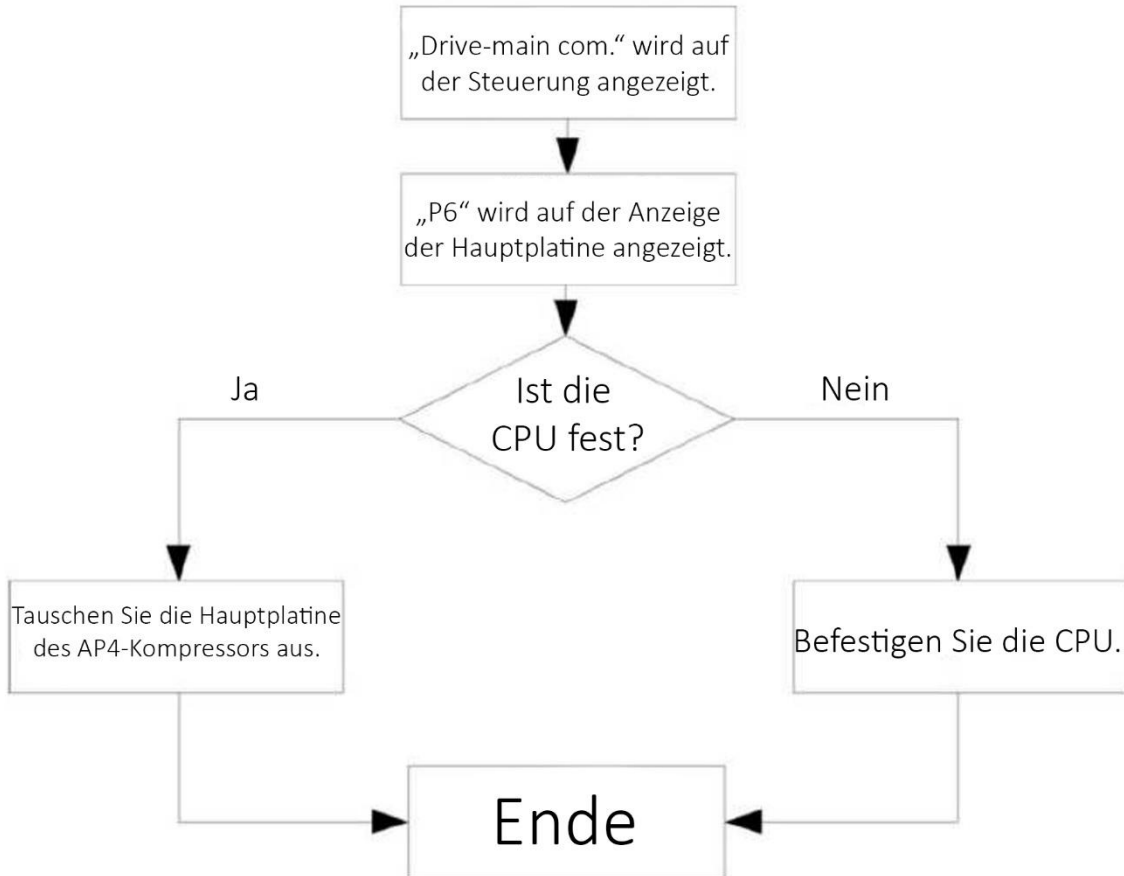 „Drive-main com.“ wird auf
der Steuerung angezeigt.
„P6“ wird auf der Anzeige
der Hauptplatine angezeigt.
Ja
Ist die
CPU fest?
Nein
Tauschen Sie die Hauptplatine
des AP4-Kompressors aus.
Befestigen Sie die CPU.
Ende